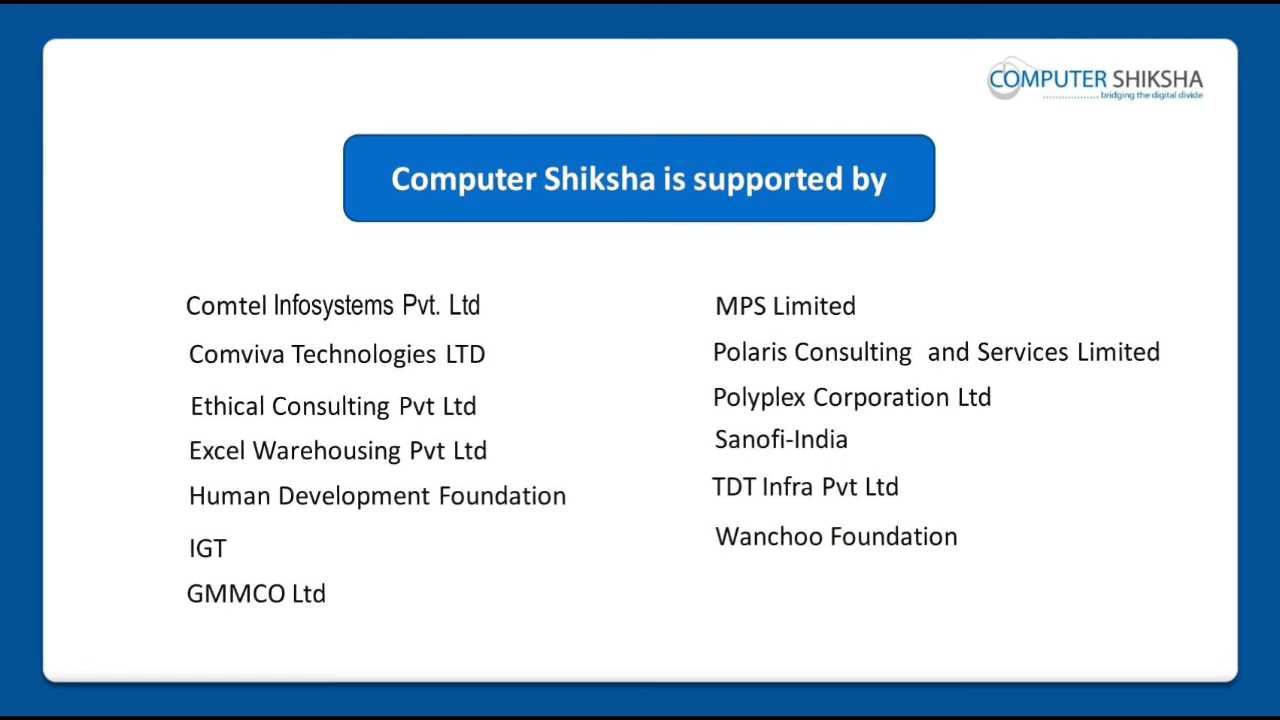 COMPUTER SHIKSHA
bridging the digital divide
Computer Shiksha is supported by
Comtel Infosystems Pvt. Ltd
Comviva Technologies LTD
Ethical Consulting Pvt Ltd
Excel Warehousing Pvt Ltd
Human Development Foundation
IGT
GMMCO Ltd
MPS Limited
Polaris Consulting and Services Limited
Polyplex Corporation Ltd
Sanofi-India
TDT Infra Pvt Ltd
Wanchoo Foundation